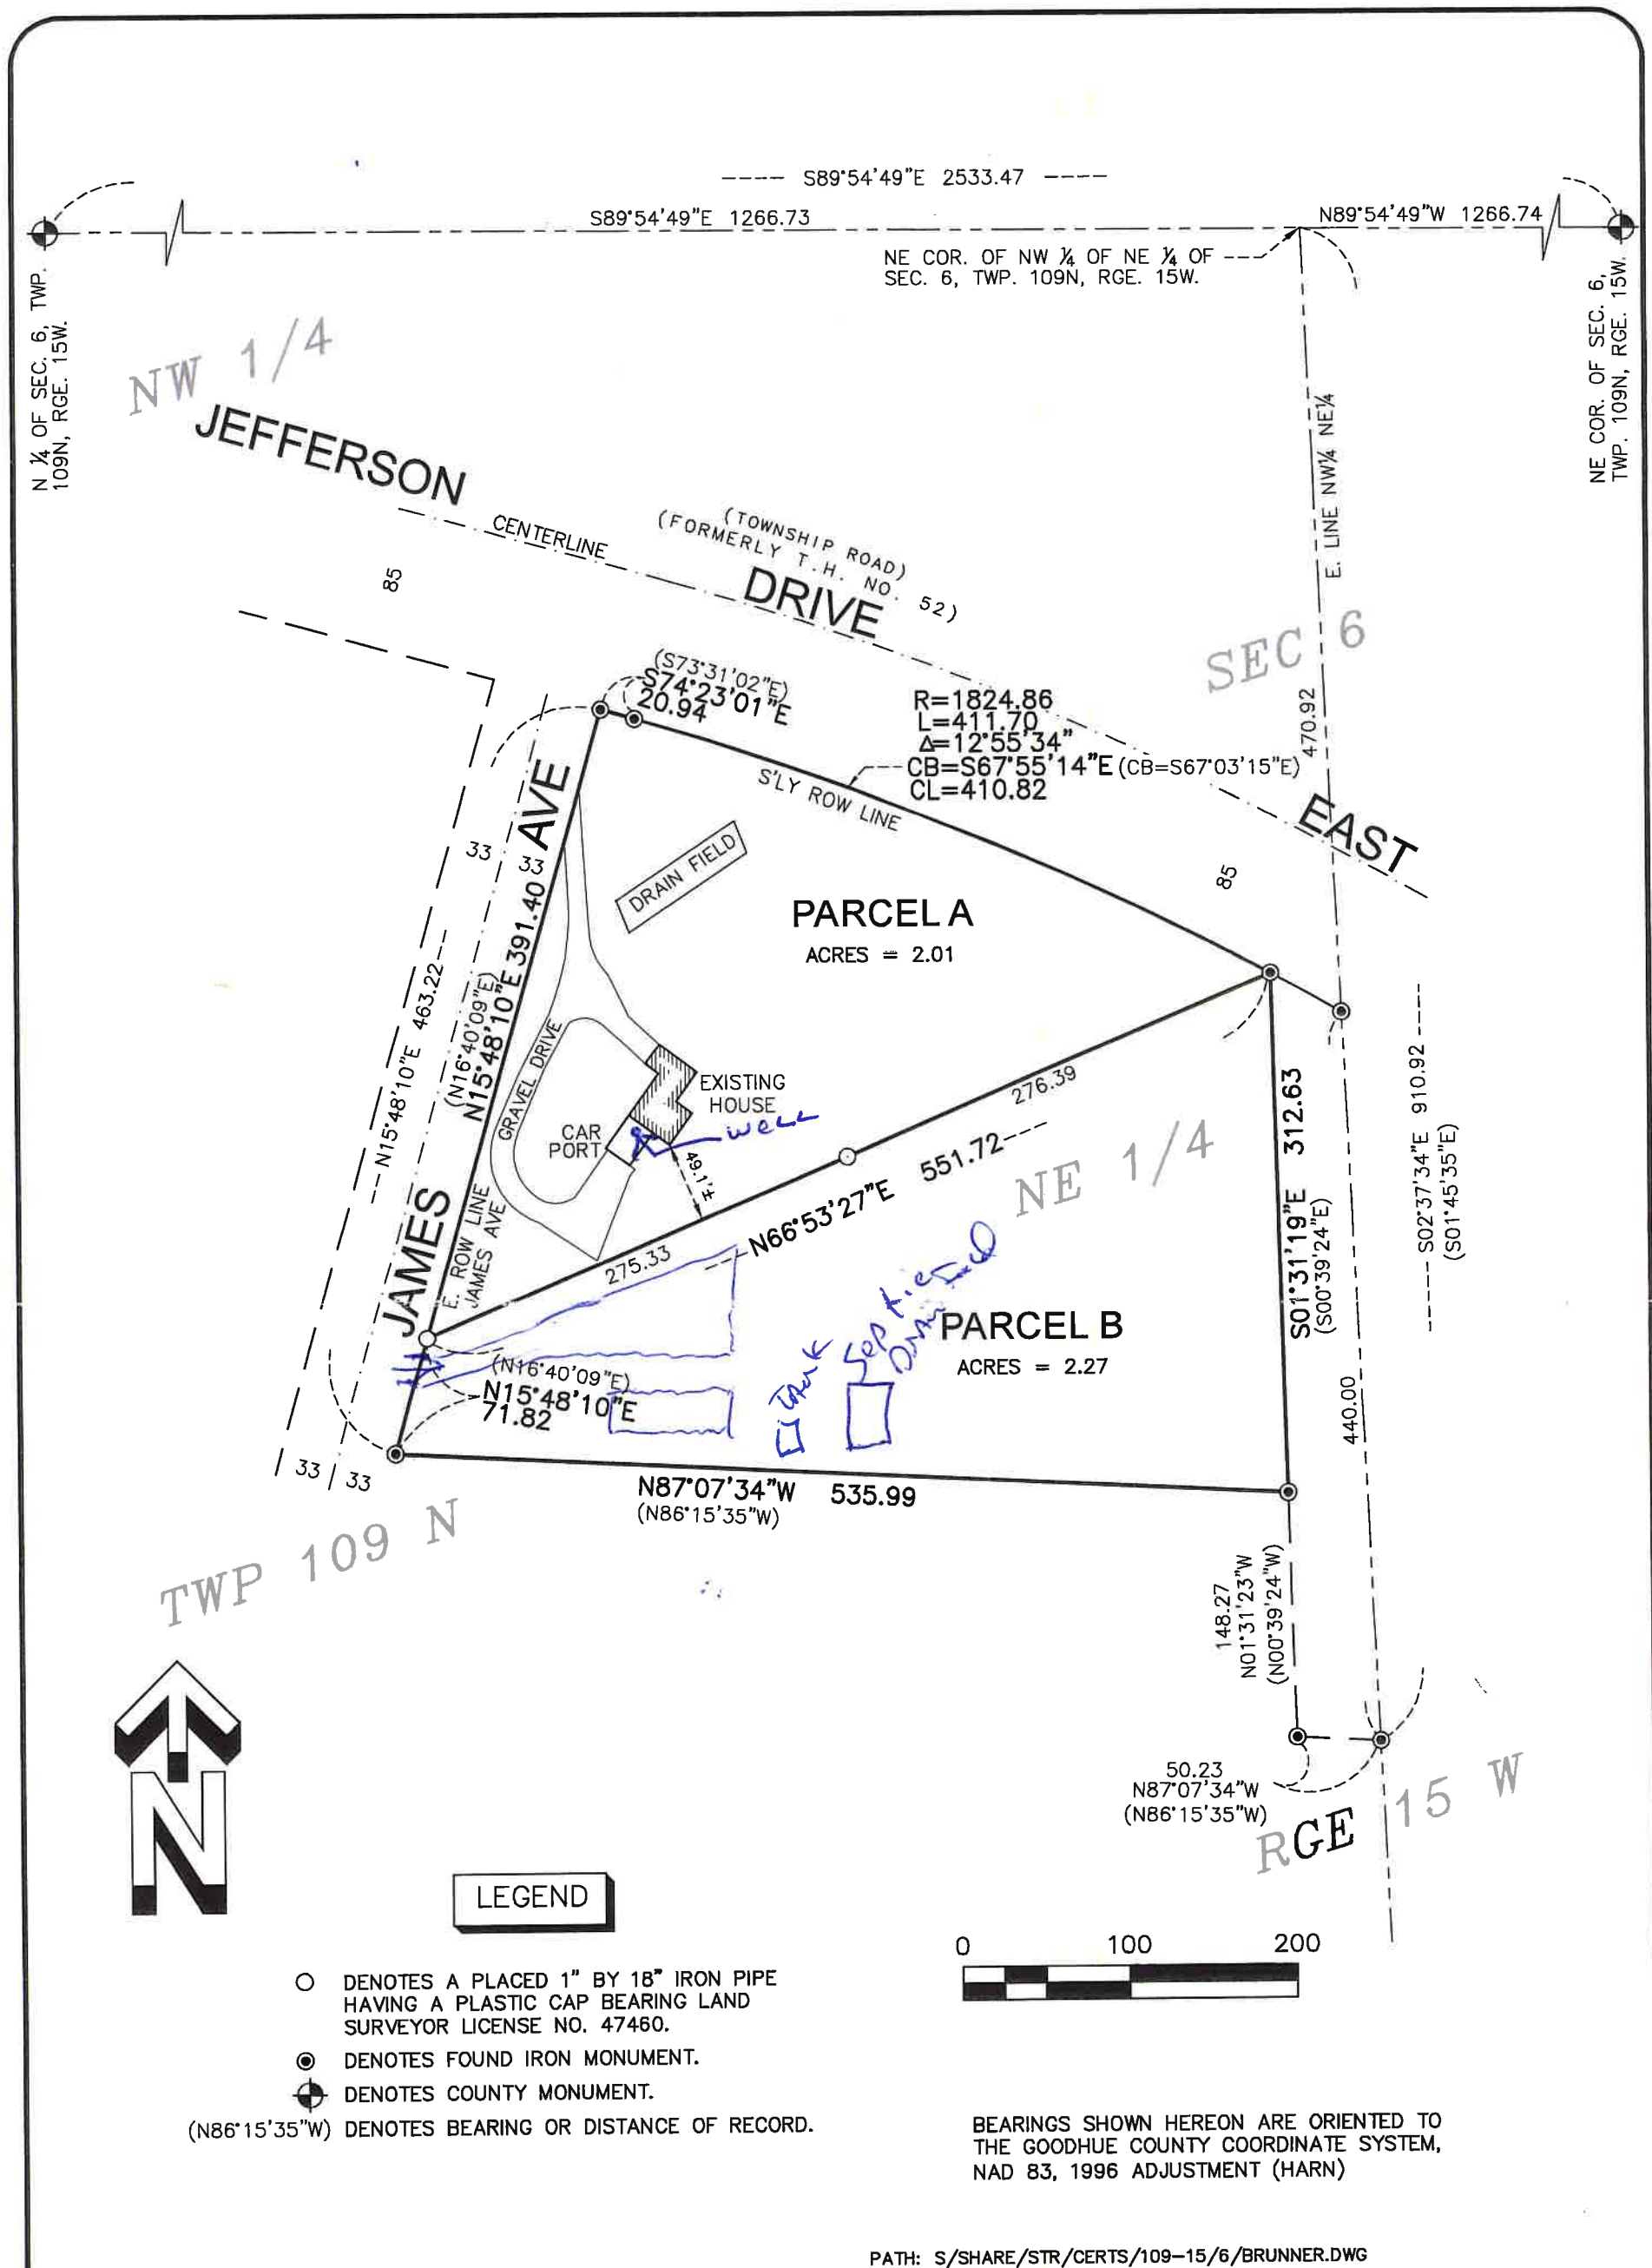 ---- S89°54'49"E 2533.47 ----
S89°54'49"E 1266.73
N89°54'49"W 1266.74
NE COR. OF NW ¼ OF NE ¼ OF ----
SEC. 6, TWP. 109N, RGE. 15W.
N ¼ OF SEC. 6, TWP.
109N, RGE. 15W.
NE COR. OF SEC. 6,
TWP. 109N, RGE. 15W.
NW 1/4
JEFFERSON
CENTERLINE
(TOWNSHIP ROAD)
(FORMERLY T.H. NO. 52)
DRIVE
E. LINE NW¼ NE¼
85
SEC 6
(S73°31'02"E)
S74°23'01"E
20.94
R=1824.86
L=411.70
Δ=12°55'34"
CB=S67°55'14"E (CB=S67°03'15"E)
CL=410.82
470.92
S'LY ROW LINE
EAST
33
33
AVE
DRAIN FIELD
85
PARCEL A
ACRES = 2.01
---N15°48'10"E 463.22---
(N16°40'09"E)
N15°48'10"E 391.40
GRAVEL DRIVE
EXISTING
HOUSE
CAR
PORT
WELL
49.1'±
276.39
312.63
S01°31'19"E
(S00°39'24"E)
------ S02°37'34"E 910.92 ----
(S01°45'35"E)
NE 1/4
N66°53'27"E 551.72---
275.33
JAMES
E. ROW LINE
JAMES AVE
PARCEL B
ACRES = 2.27
Tank
Septic
Drain Field
(N16°40'09"E)
N15°48'10"E
71.82
440.00
33
33
N87°07'34"W 535.99
(N86°15'35"W)
TWP 109 N
148.27
N01°31'23"W
(N00°39'24"W)
50.23
N87°07'34"W
(N86°15'35"W)
RGE 15 W
N
LEGEND
0 100 200
DENOTES A PLACED 1" BY 18" IRON PIPE
HAVING A PLASTIC CAP BEARING LAND
SURVEYOR LICENSE NO. 47460.
DENOTES FOUND IRON MONUMENT.
DENOTES COUNTY MONUMENT.
(N86°15'35"W) DENOTES BEARING OR DISTANCE OF RECORD.
BEARINGS SHOWN HEREON ARE ORIENTED TO
THE GOODHUE COUNTY COORDINATE SYSTEM,
NAD 83, 1996 ADJUSTMENT (HARN)
PATH: S/SHARE/STR/CERTS/109-15/6/BRUNNER.DWG